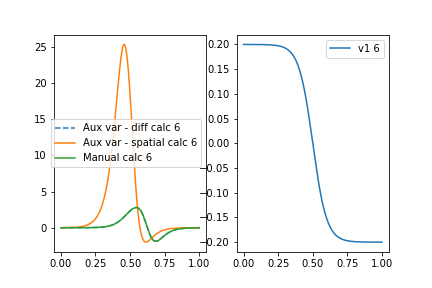 25
20
15
10
5
0
Aux var - diff calc 6
Aux var - spatial calc 6
Manual calc 6
0.00 0.25 0.50 0.75 1.00
0.20
0.15
0.10
0.05
0.00
−0.05
−0.10
−0.15
−0.20
v1 6
0.00 0.25 0.50 0.75 1.00